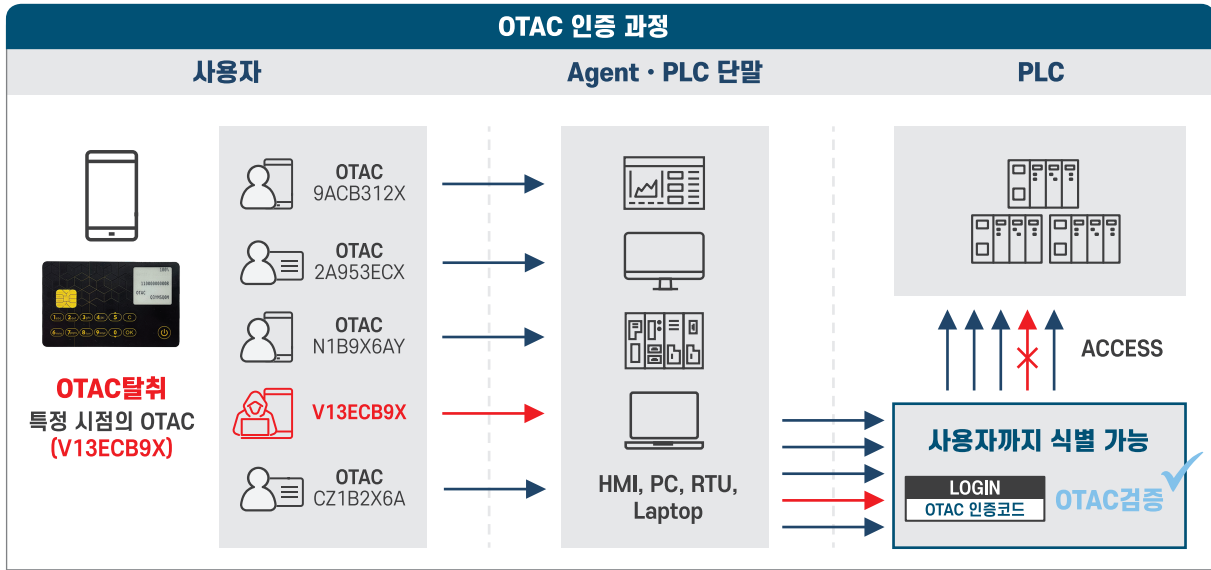 OTAC 인증 과정
사용자
Agent · PLC 단말
PLC
OTAC
9ACB312X
OTAC
2A953ECX
OTAC
N1B9X6AY
V13ECB9X
OTAC
CZ1B2X6A
100%
OTAC
OTAC탈취
특정 시점의 OTAC
(V13ECB9X)
HMI, PC, RTU,
Laptop
ACCESS
사용자까지 식별 가능
LOGIN
OTAC 인증코드
OTAC검증